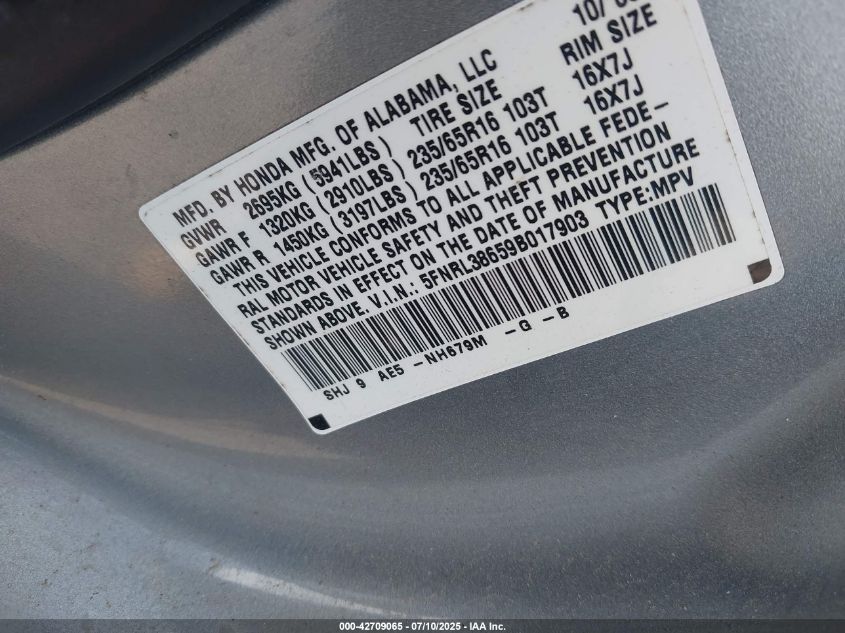 10/
MFD. BY HONDA MFG. OF ALABAMA, LLC
GVWR 2695KG (5941LBS) TIRE SIZE RIM SIZE
GAWR F 1320KG (2910LBS) 235/65R16 103T 16X7J
GAWR R 1450KG (3197LBS) 235/65R16 103T 16X7J
THIS VEHICLE CONFORMS TO ALL APPLICABLE FEDE-
RAL MOTOR VEHICLE SAFETY AND THEFT PREVENTION
STANDARDS IN EFFECT ON THE DATE OF MANUFACTURE
SHOWN ABOVE. V.I.N.: 5FNRL38659B017903 TYPE:MPV
SHJ 9 AE5 -NH679M -G -B
000-42709065 - 07/10/2025 - IAA Inc.